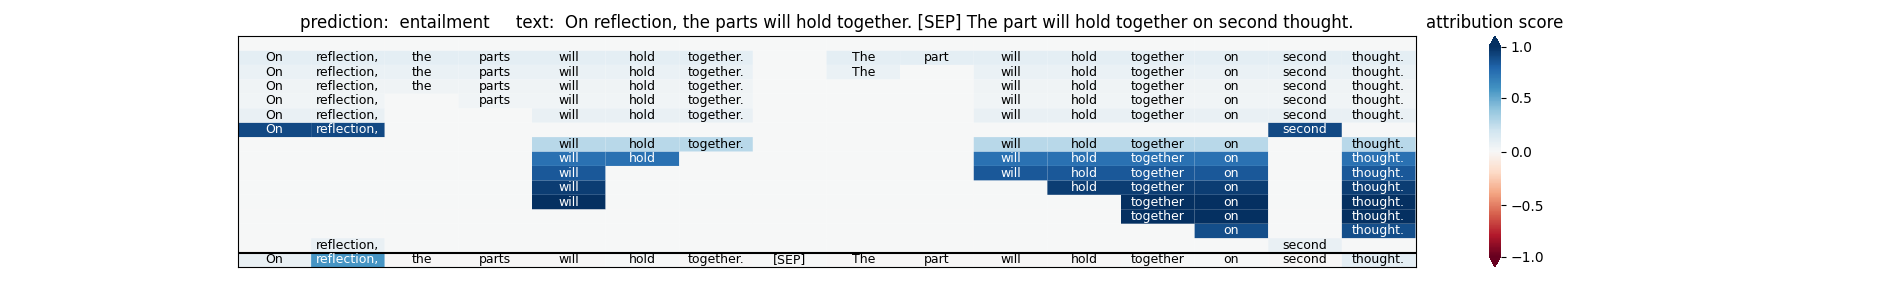 prediction:  entailment     text:  On reflection, the parts will hold together. [SEP] The part will hold together on second thought.
attribution score
On reflection, the parts will hold together. The part will hold together on second thought.
On reflection, the parts will hold together. The will hold together on second thought.
On reflection, the parts will hold together. will hold together on second thought.
On reflection, parts will hold together. will hold together on second thought.
On reflection, will hold together. will hold together on second thought.
On reflection, second
will hold together. will hold together on thought.
will hold will hold together on thought.
will will hold together on thought.
will hold together on thought.
will together on thought.
together on thought.
on thought.
reflection, second
On reflection, the parts will hold together. [SEP] The part will hold together on second thought.
1.0
0.5
0.0
−0.5
−1.0